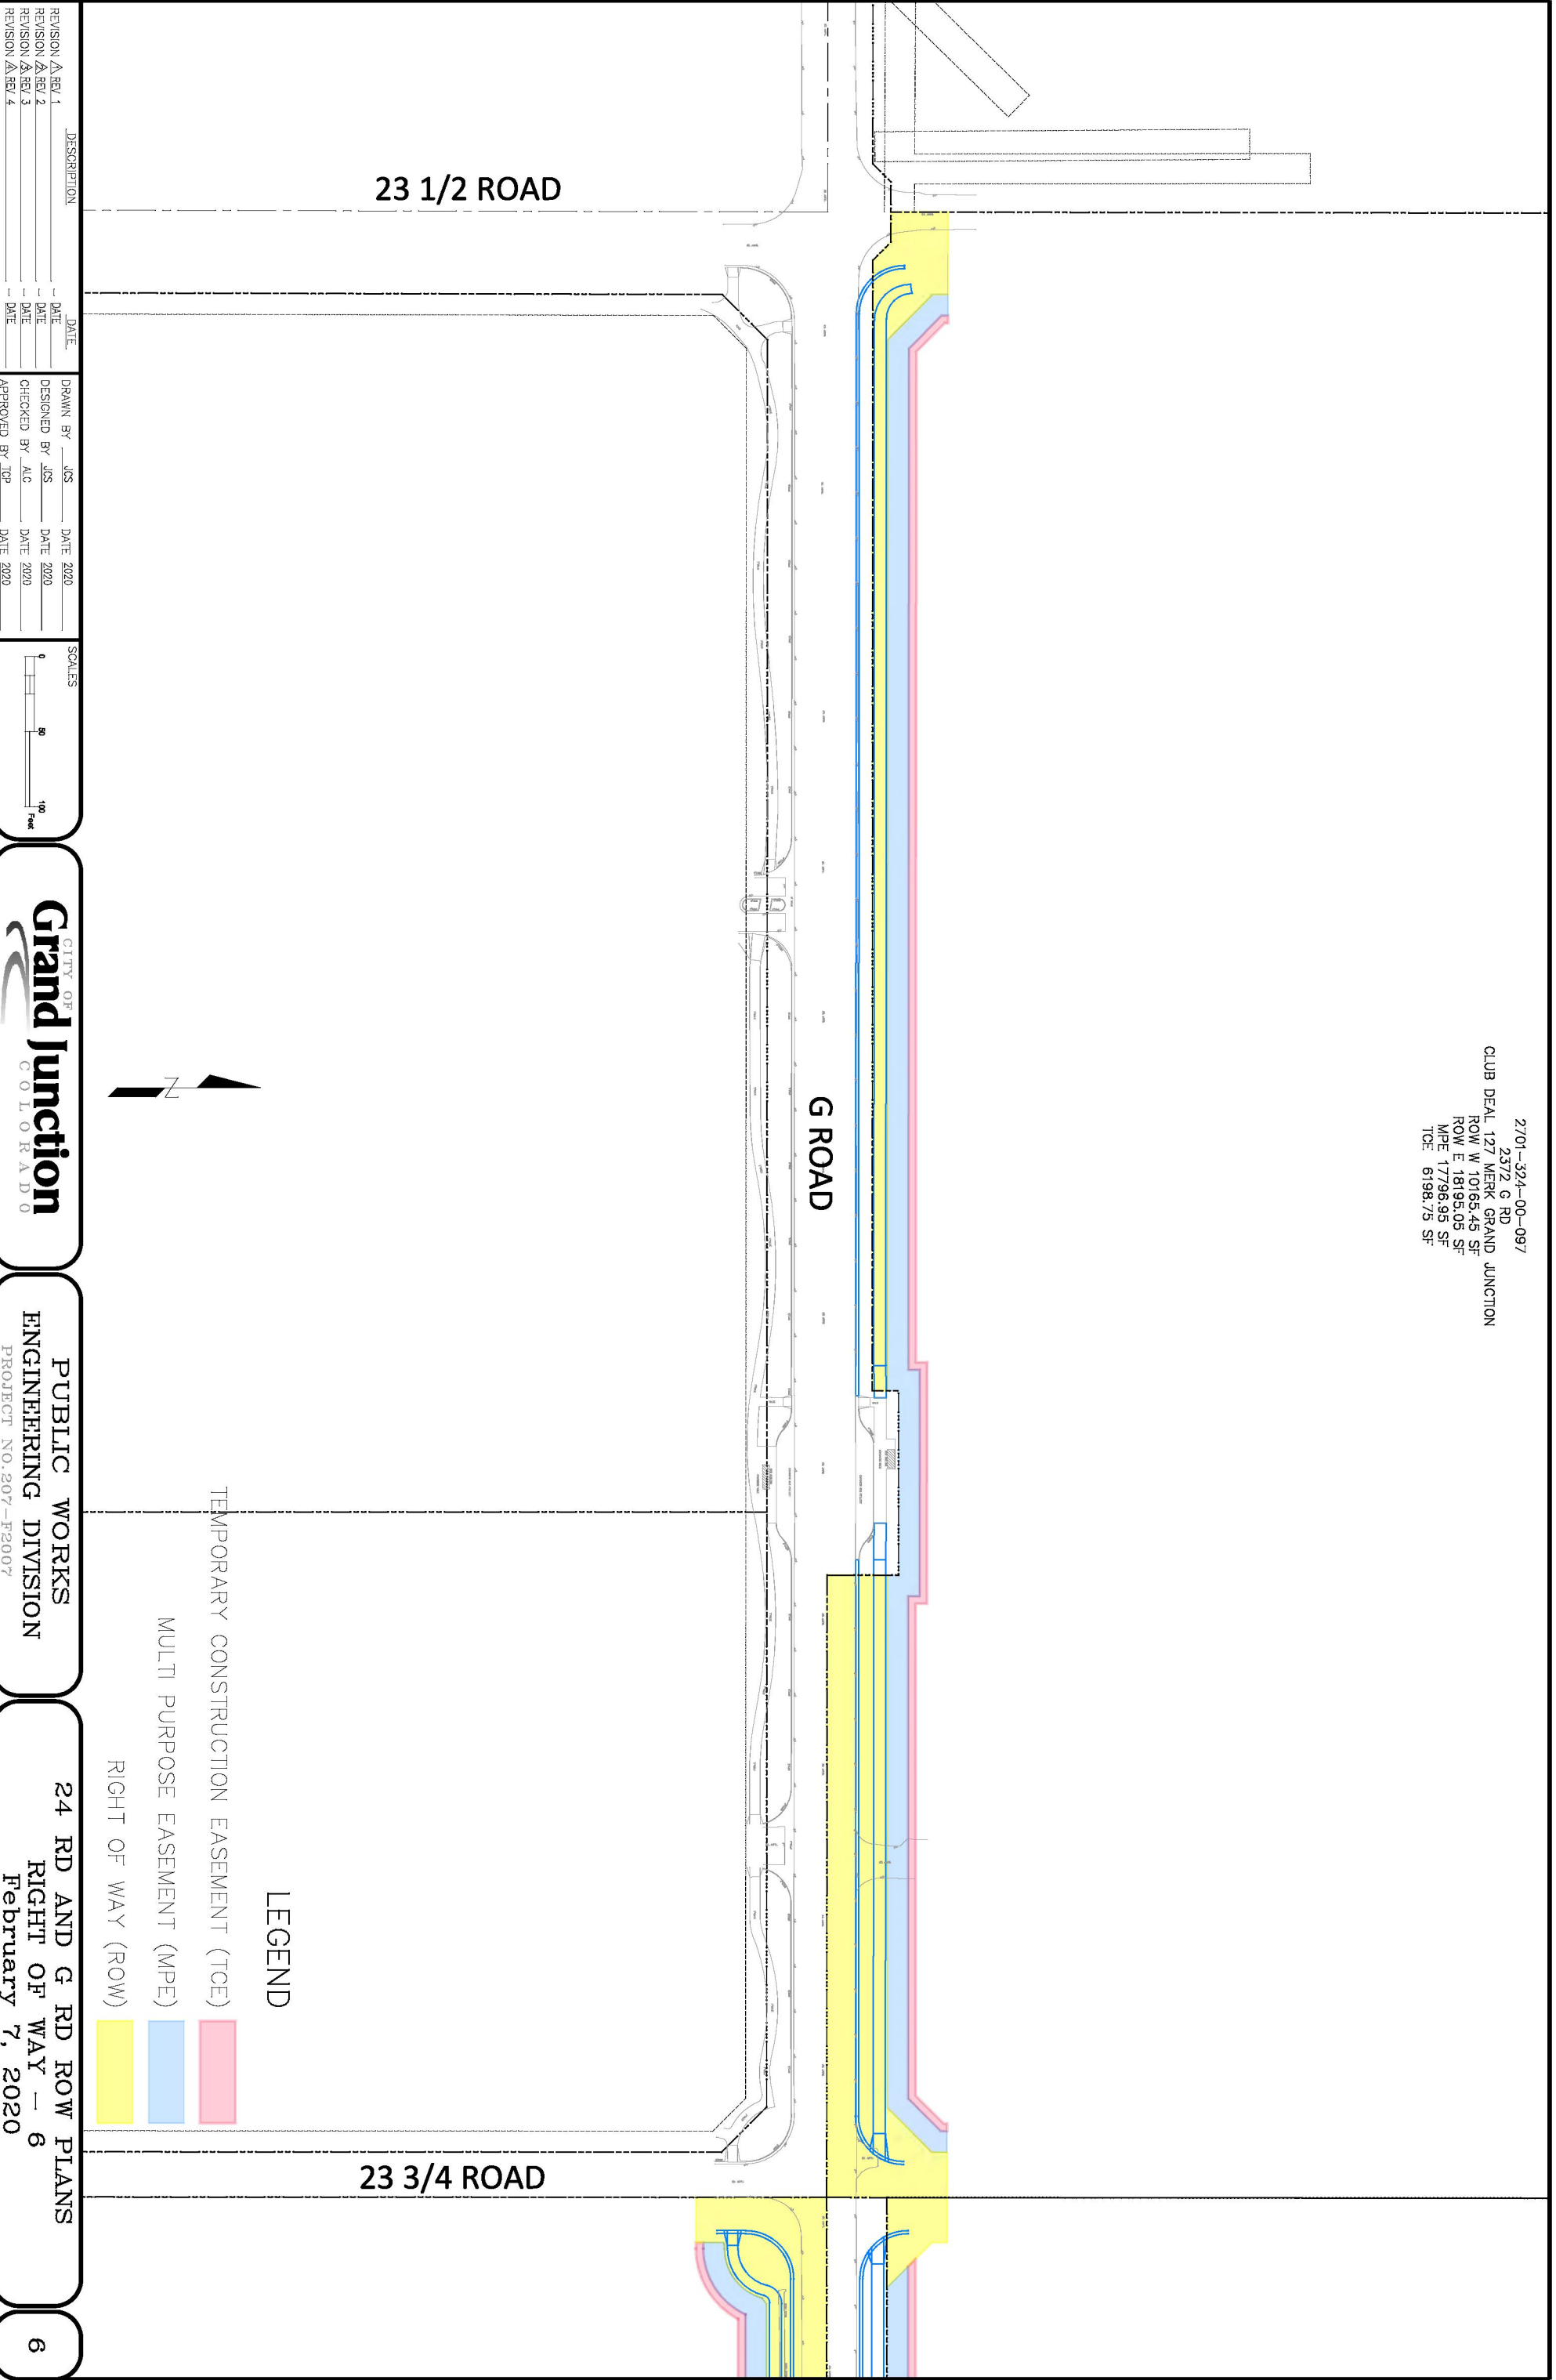 2701-324-00-097
2372 G RD
CLUB DEAL 127 MERK GRAND JUNCTION
ROW W 10165.45 SF
ROW E 18195.05 SF
MPE 17796.95 SF
TCE 6198.75 SF
G ROAD
23 1/2 ROAD
23 3/4 ROAD
N
LEGEND
TEMPORARY CONSTRUCTION EASEMENT (TCE)
MULTI PURPOSE EASEMENT (MPE)
RIGHT OF WAY (ROW)
DESCRIPTION DATE
REVISION 1 REV 1 -- DATE
REVISION 2 REV 2 -- DATE
REVISION 3 REV 3 -- DATE
REVISION 4 REV 4 -- DATE
DRAWN BY JCS DATE 2020
DESIGNED BY JCS DATE 2020
CHECKED BY ALC DATE 2020
APPROVED BY TCP DATE 2020
SCALES
0 50 100
Feet
CITY OF
Grand Junction
COLORADO
PUBLIC WORKS
ENGINEERING DIVISION
PROJECT NO.207-F2007
24 RD AND G RD ROW PLANS
RIGHT OF WAY - 6
February 7, 2020
6